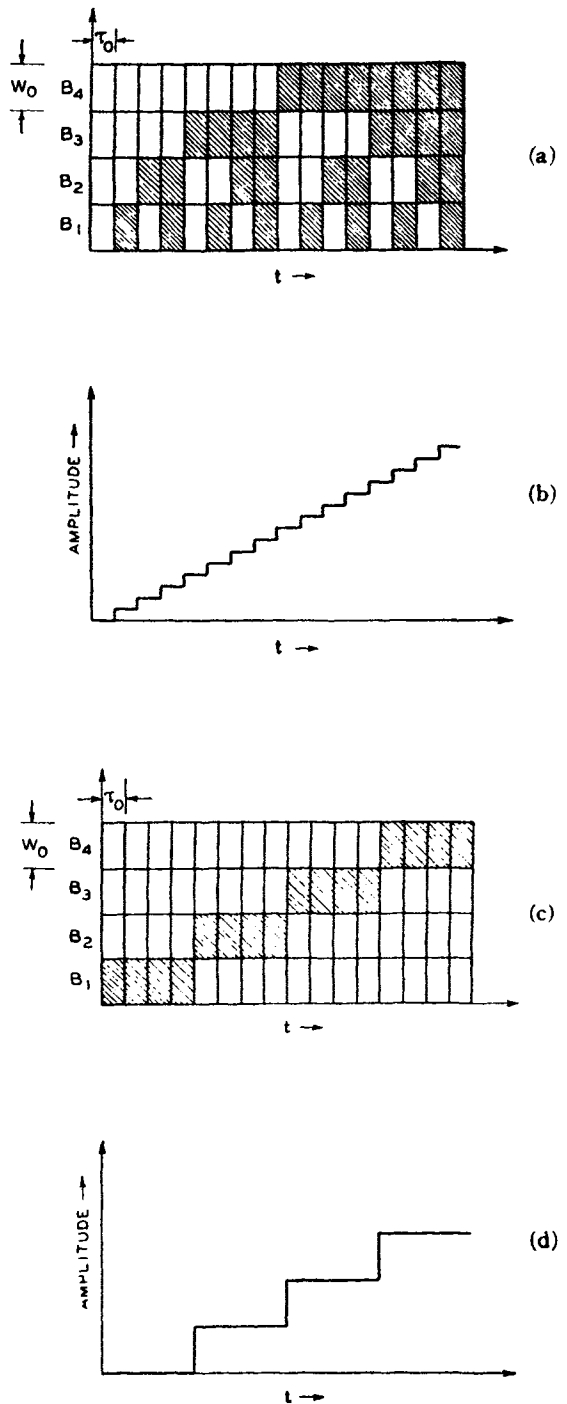 τ₀
W₀
B₄
B₃
(a)
B₂
B₁
t →
AMPLITUDE →
(b)
t →
τ₀
W₀
B₄
B₃
(c)
B₂
B₁
t →
AMPLITUDE →
(d)
t →